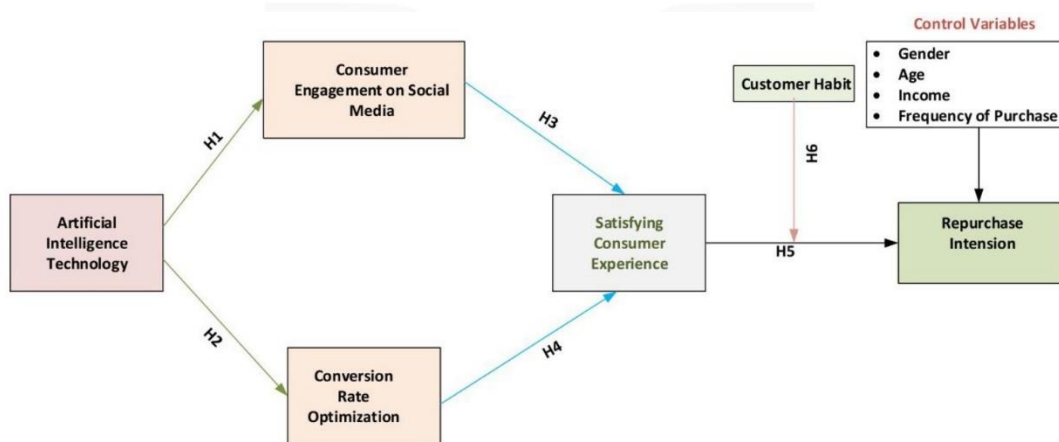 Control Variables
• Gender
• Age
• Income
• Frequency of Purchase
Consumer
Engagement on Social
Media
Customer Habit
H1
H3
H6
Artificial
Intelligence
Technology
Satisfying
Consumer
Experience
H5
Repurchase
Intension
H2
H4
Conversion
Rate
Optimization